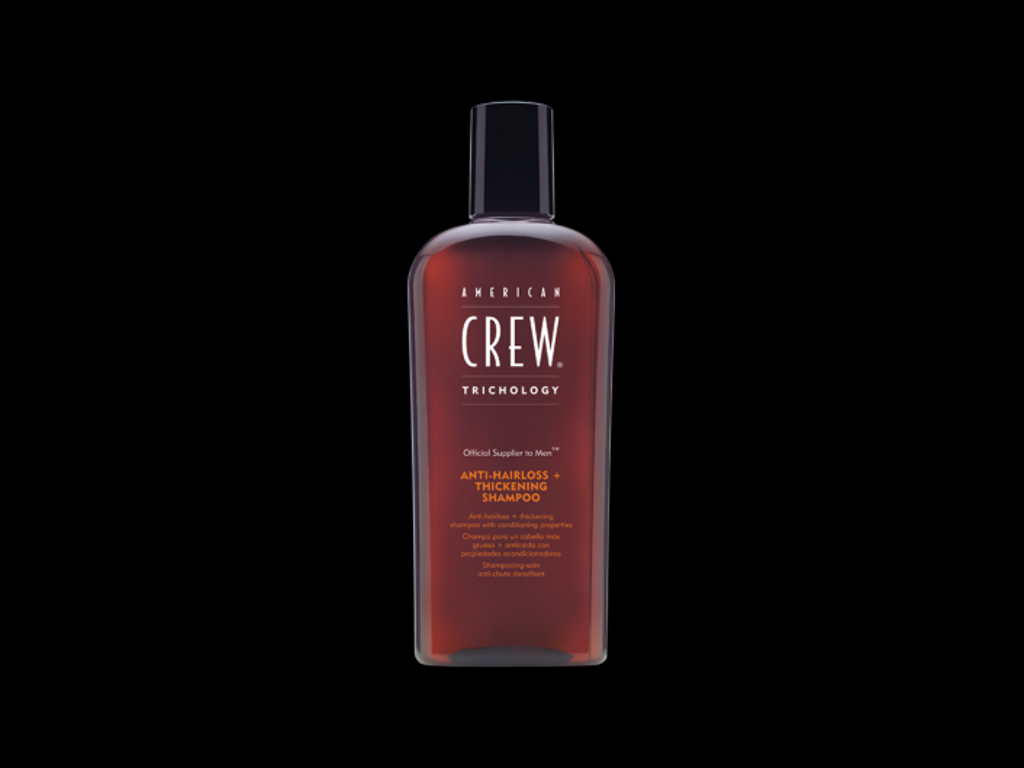 AMERICAN
CREW®
TRICHOLOGY
Official Supplier to Men™
ANTI-HAIRLOSS +
THICKENING
SHAMPOO
Anti-hairloss + thickening
shampoo with conditioning properties
Champú para un cabello más
grueso + anticaída con
propiedades acondicionadoras
Shampooing-soin
anti-chute densifiant